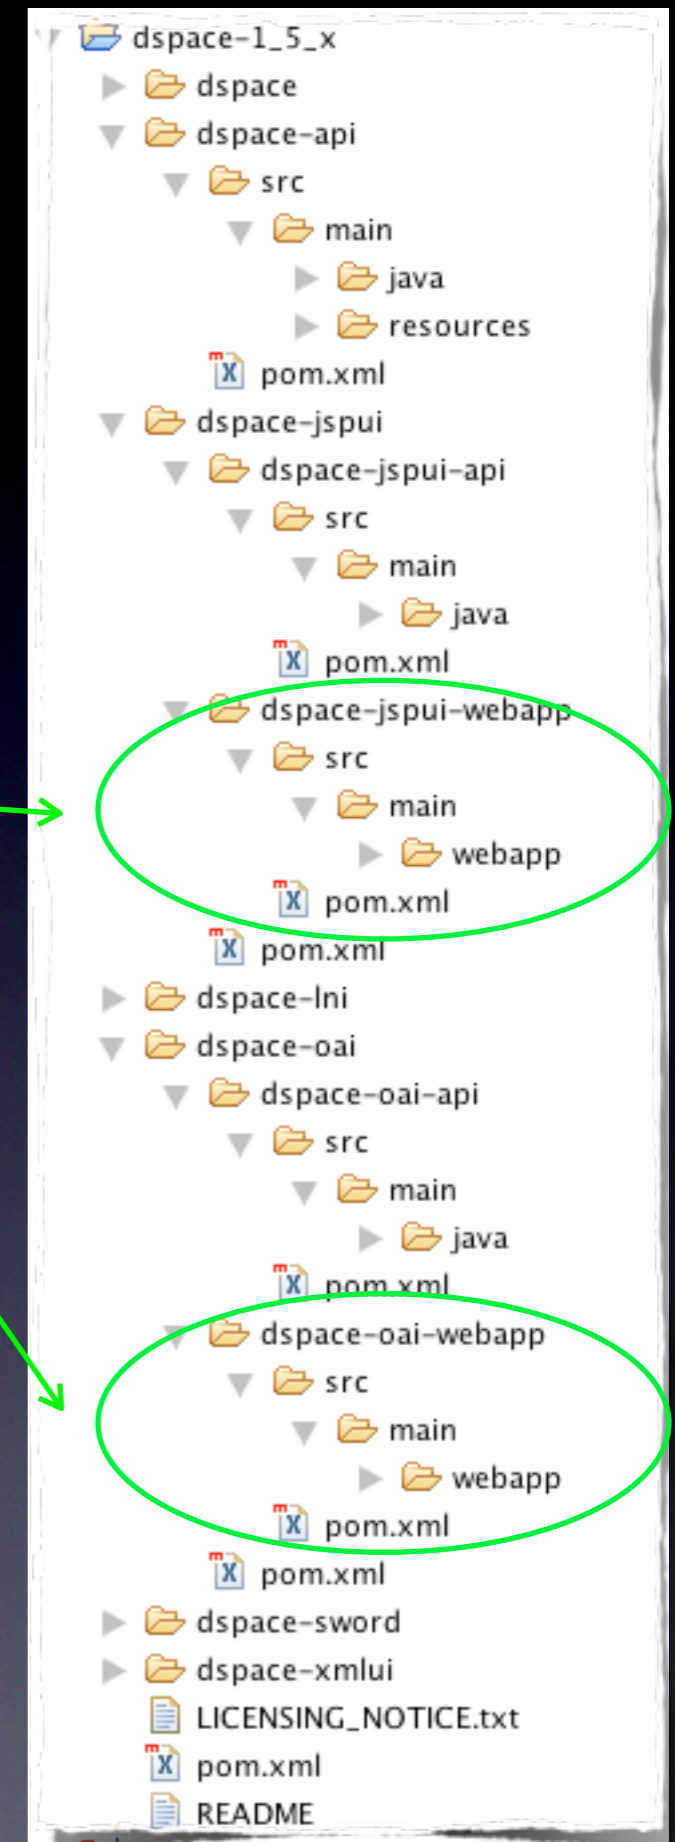 dspace-1_5_x
dspace
dspace-api
src
main
java
resources
pom.xml
dspace-jspui
dspace-jspui-api
src
main
java
pom.xml
dspace-jspui-webapp
src
main
webapp
pom.xml
pom.xml
dspace-lni
dspace-oai
dspace-oai-api
src
main
java
pom.xml
dspace-oai-webapp
src
main
webapp
pom.xml
pom.xml
dspace-sword
dspace-xmlui
LICENSING_NOTICE.txt
pom.xml
README